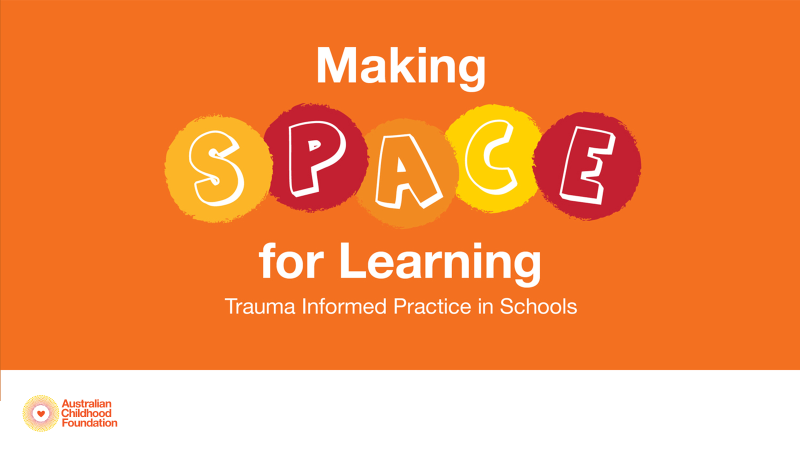 Making
SPACE
for Learning
Trauma Informed Practice in Schools
Australian
Childhood
Foundation